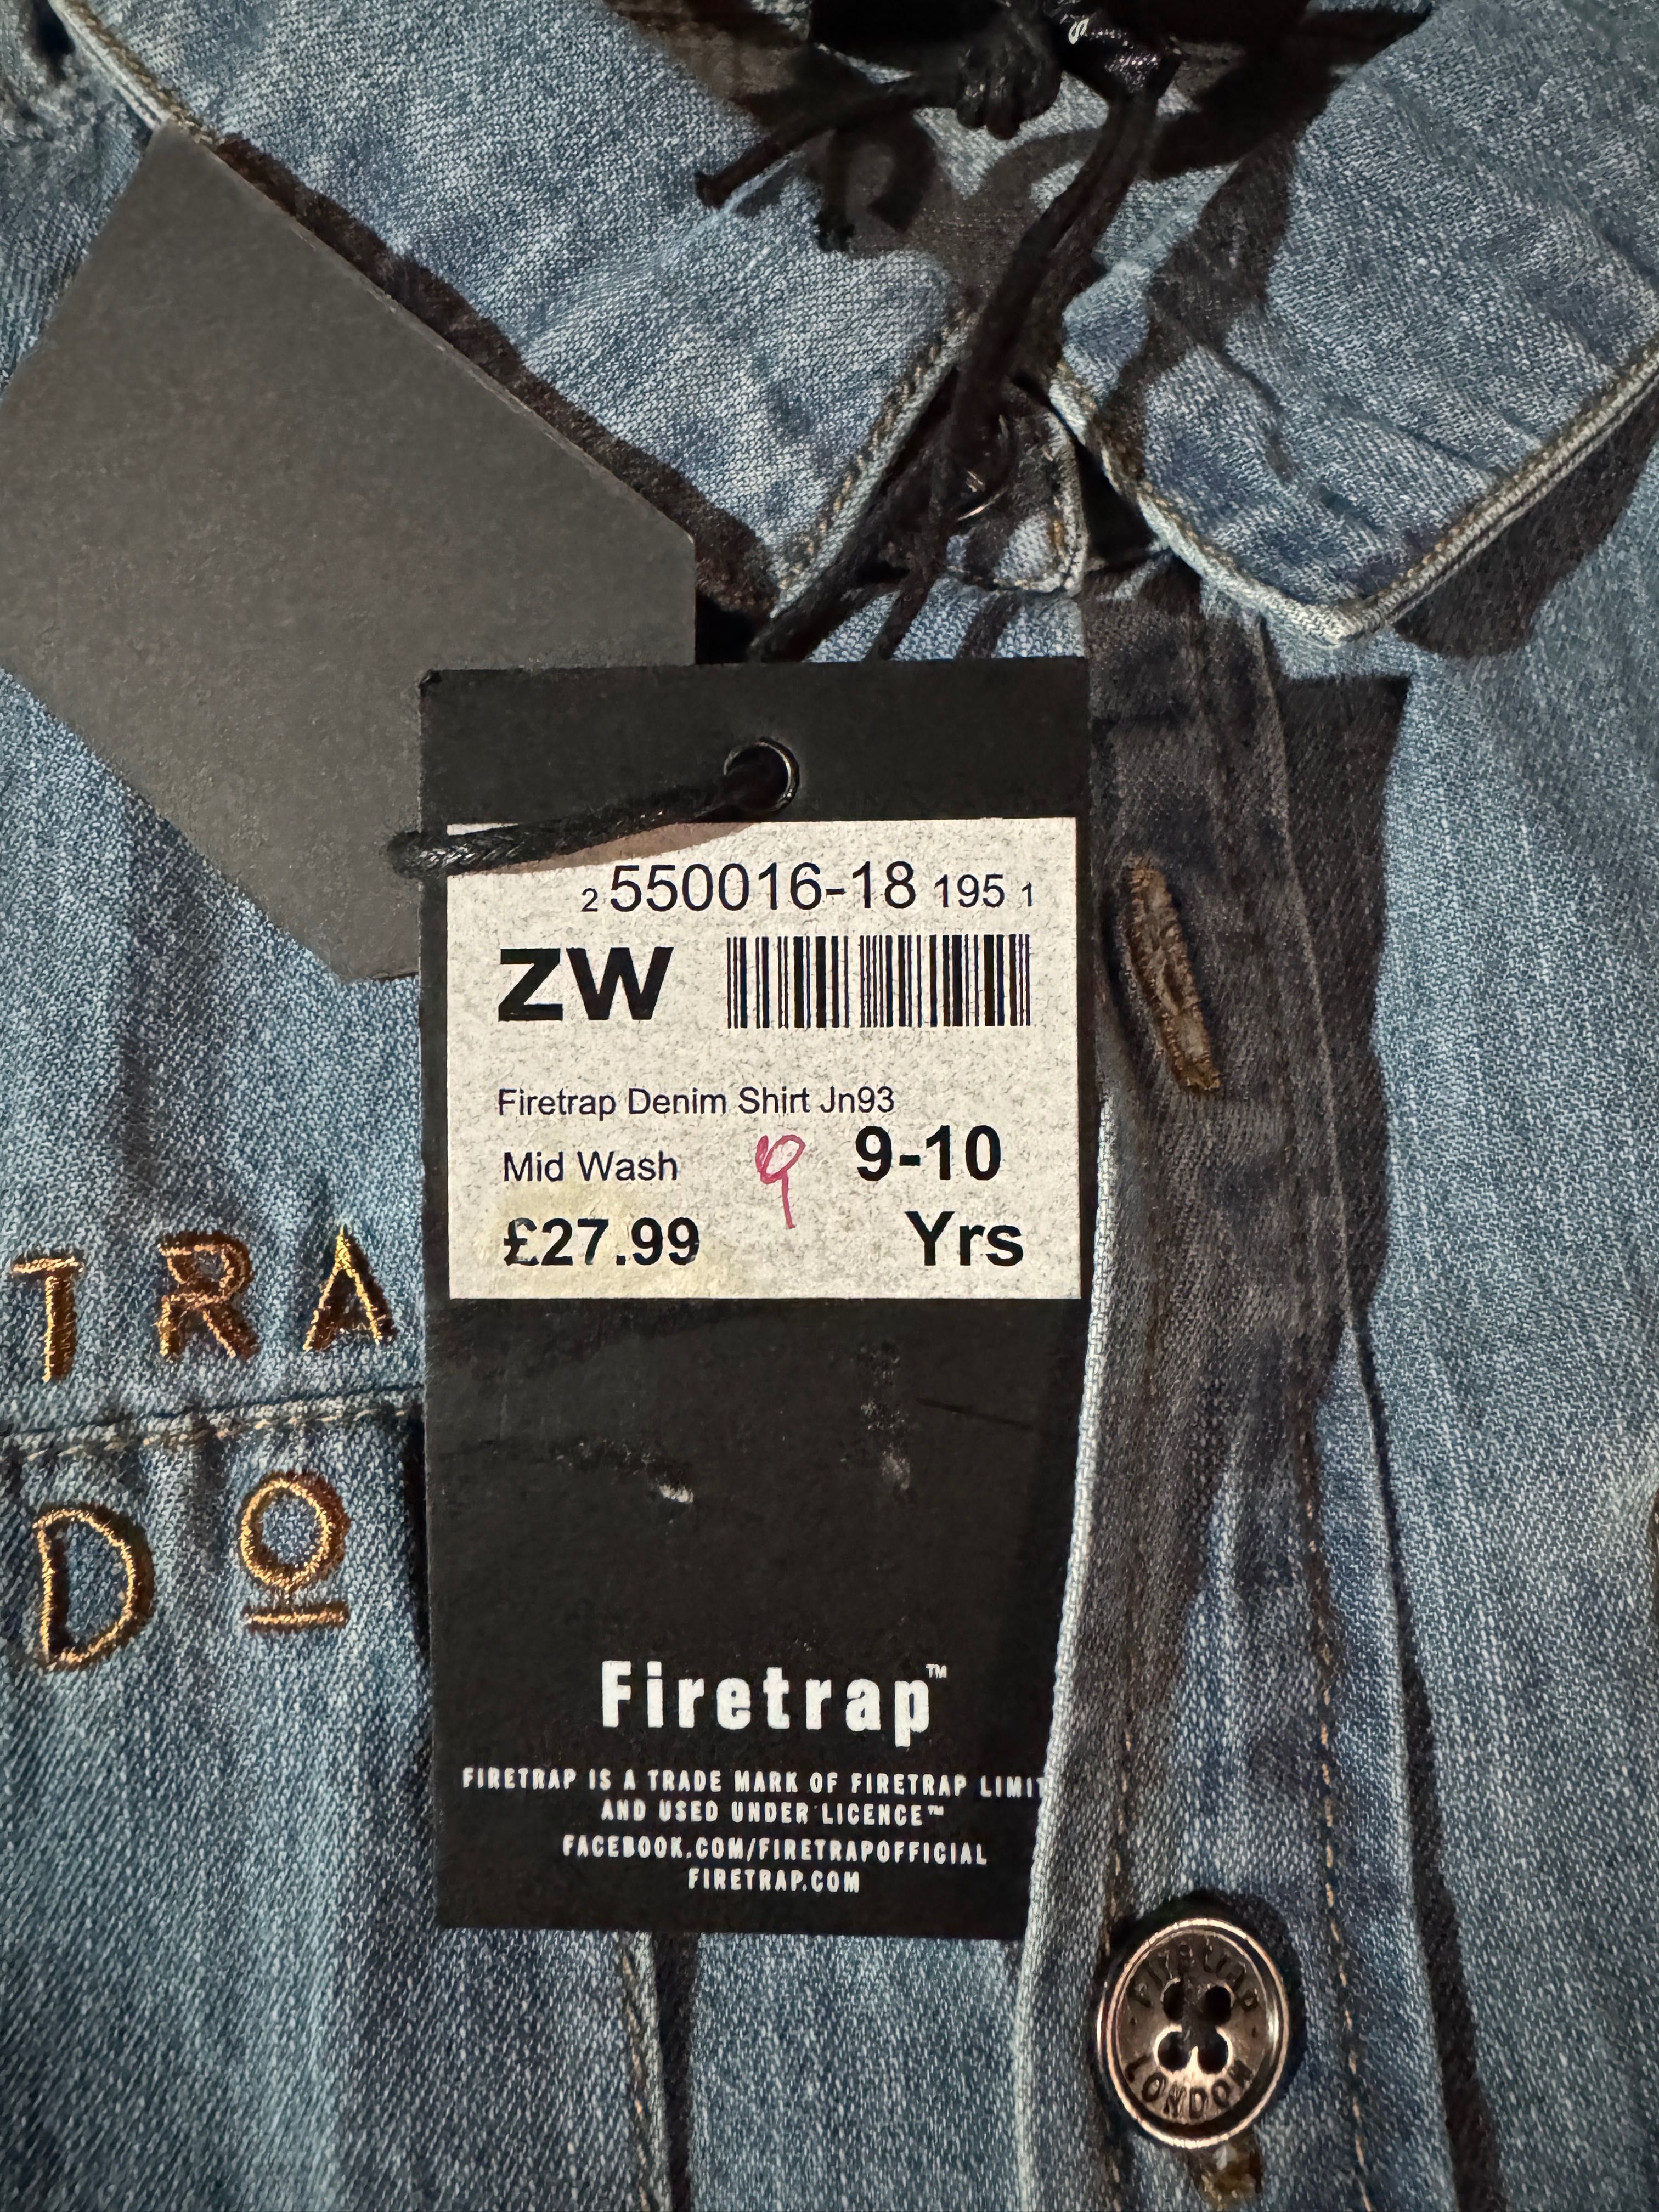 2 550016-18 195 1
ZW
Firetrap Denim Shirt Jn93
Mid Wash 9 9-10
£27.99 Yrs
TRA
DO
Firetrap™
FIRETRAP IS A TRADE MARK OF FIRETRAP LIMIT
AND USED UNDER LICENCE™
FACEBOOK.COM/FIRETRAPOFFICIAL
FIRETRAP.COM
Firetrap
LONDON